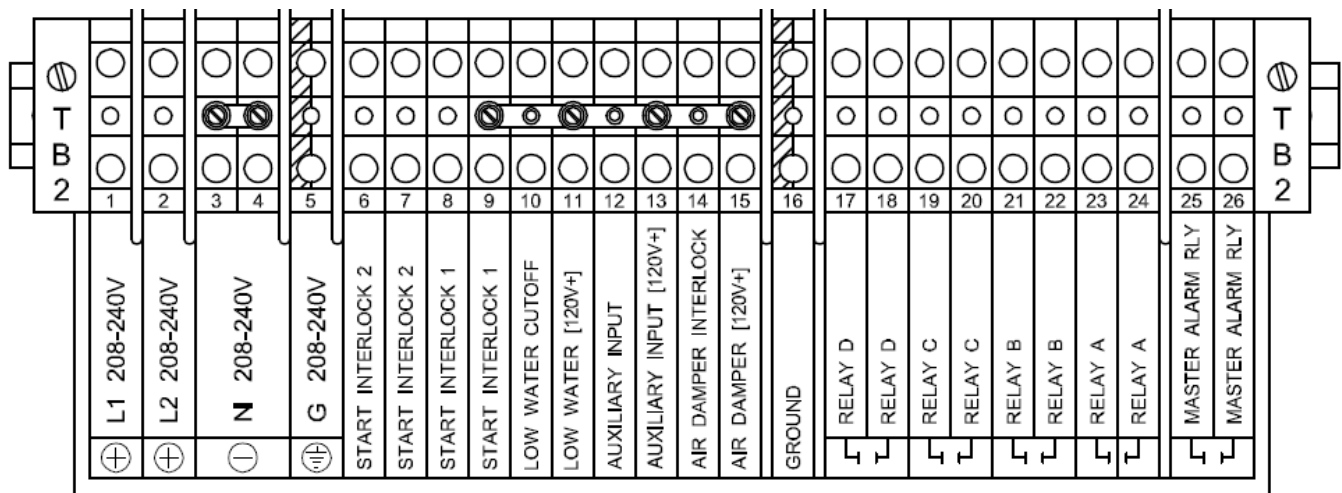 TB2
TB2
1 2 3 4 5 6 7 8 9 10 11 12 13 14 15 16 17 18 19 20 21 22 23 24 25 26
L1 208-240V
L2 208-240V
N 208-240V
G 208-240V
START INTERLOCK 2
START INTERLOCK 2
START INTERLOCK 1
START INTERLOCK 1
LOW WATER CUTOFF
LOW WATER [120V+]
AUXILIARY INPUT
AUXILIARY INPUT [120V+]
AIR DAMPER INTERLOCK
AIR DAMPER [120V+]
GROUND
RELAY D
RELAY D
RELAY C
RELAY C
RELAY B
RELAY B
RELAY A
RELAY A
MASTER ALARM RLY
MASTER ALARM RLY